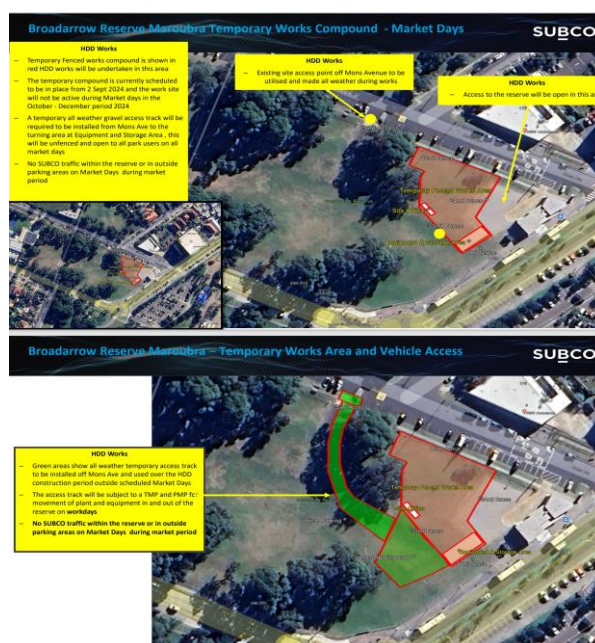 Broadarrow Reserve Maroubra Temporary Works Compound - Market Days
SUBCO
HDD Works
– Temporary Fenced works compound is shown in
red HDD works will be undertaken in this area
– The temporary compound is currently scheduled
to be in place from 2 Sept 2024 and the work site
will not be active during Market days in the
October - December period 2024
– A temporary all weather gravel access track will
be required to be installed from Mons Ave to the
turning area at Equipment and Storage Area , this
will be unfenced and open to all park users on all
market days
– No SUBCO traffic within the reserve or in outside
parking areas on Market Days during market
period
HDD Works
– Existing site access point off Mons Avenue to be
utilised and made all weather during works
HDD Works
– Access to the reserve will be open in this a
Temporary Fenced Works Area
Broadarrow Reserve Maroubra – Temporary Works Area and Vehicle Access
SUBCO
HDD Works
– Green areas show all weather temporary access track
to be installed off Mons Ave and used over the HDD
construction period outside scheduled Market Days
– The access track will be subject to a TMP and PMP for
movement of plant and equipment in and out of the
reserve on workdays
– No SUBCO traffic within the reserve or in outside
parking areas on Market Days during market period
Temporary Fenced Works Area